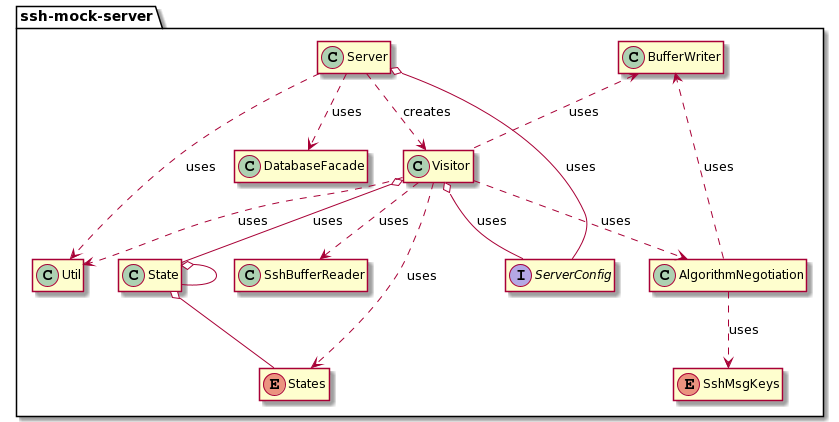 ssh-mock-server
C Server
C BufferWriter
uses
creates
uses
uses
C DatabaseFacade
C Visitor
uses
uses
uses
uses
uses
uses
uses
uses
C Util
C State
C SshBufferReader
I ServerConfig
C AlgorithmNegotiation
uses
uses
E States
E SshMsgKeys